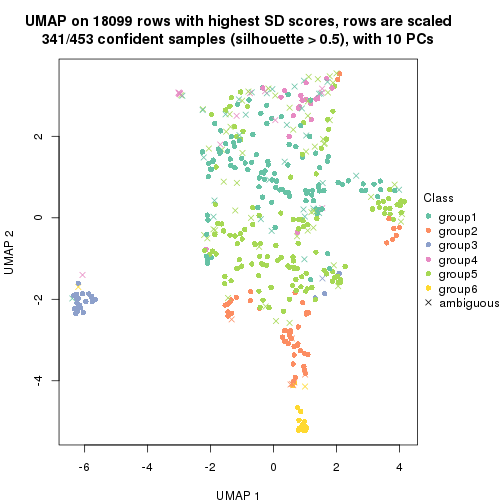 UMAP on 18099 rows with highest SD scores, rows are scaled
341/453 confident samples (silhouette > 0.5), with 10 PCs
UMAP 2
2
0
-2
-4
-6
-4
-2
0
2
4
UMAP 1
Class
group1
group2
group3
group4
group5
group6
ambiguous